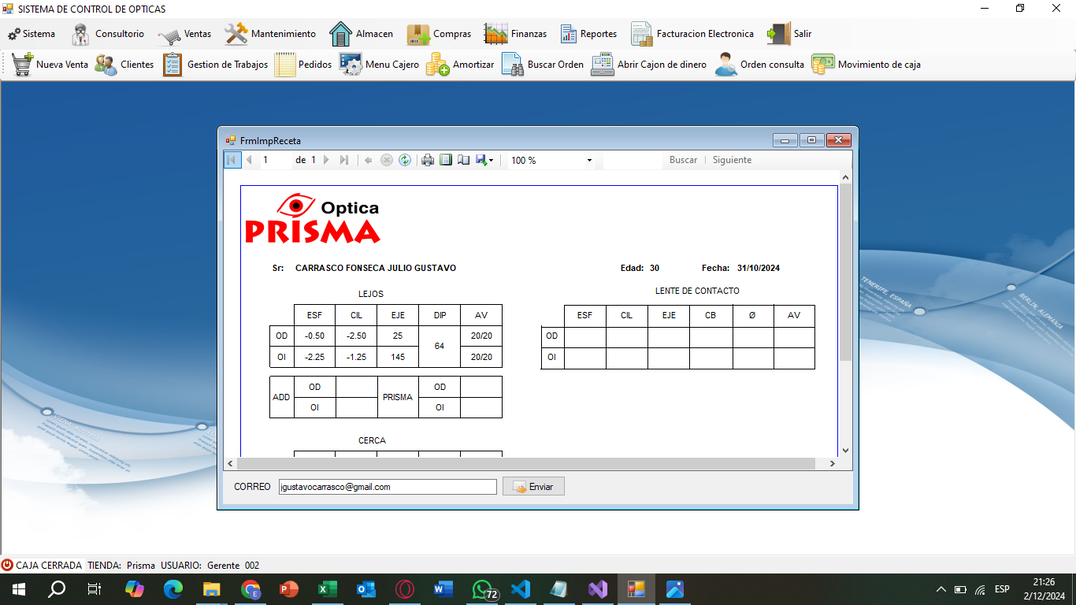 SISTEMA DE CONTROL DE OPTICAS
Sistema Consultorio Ventas Mantenimiento Almacen Compras Finanzas Reportes Facturacion Electronica Salir
Nueva Venta Clientes Gestion de Trabajos Pedidos Menu Cajero Amortizar Buscar Orden Abrir Cajon de dinero Orden consulta Movimiento de caja
FrmImpReceta
1 de 1 100 % Buscar Siguiente
Optica
PRISMA
Sr: CARRASCO FONSECA JULIO GUSTAVO Edad: 30 Fecha: 31/10/2024
LEJOS
ESF CIL EJE DIP AV
OD -0.50 -2.50 25 64 20/20
OI -2.25 -1.25 145 20/20
ADD OD PRISMA OD
OI OI
LENTE DE CONTACTO
ESF CIL EJE CB Ø AV
OD
OI
CERCA
CORREO jgustavocarrasco@gmail.com Enviar
TENERIFE, ESPAÑA
BERLIN, ALEMANIA
CAJA CERRADA TIENDA: Prisma USUARIO: Gerente 002
72
ESP
21:26
2/12/2024